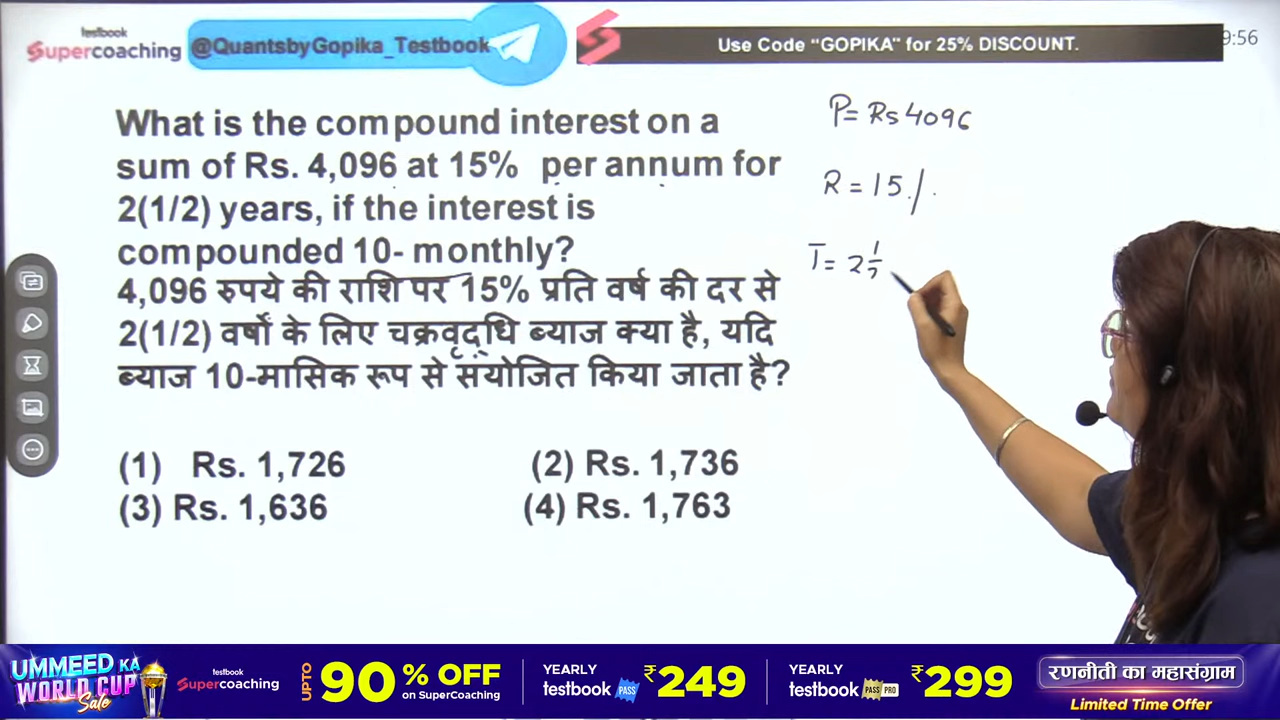 testbook
Supercoaching
@QuantsbyGopika_Testbook
Use Code “GOPIKA” for 25% DISCOUNT.
9:56
What is the compound interest on a
sum of Rs. 4,096 at 15% per annum for
2(1/2) years, if the interest is
compounded 10- monthly?
4,096 रुपये की राशि पर 15% प्रति वर्ष की दर से
2(1/2) वर्षों के लिए चक्रवृद्धि ब्याज क्या है, यदि
ब्याज 10-मासिक रूप से संयोजित किया जाता है?
(1) Rs. 1,726
(2) Rs. 1,736
(3) Rs. 1,636
(4) Rs. 1,763
P= Rs 4096
R = 15 %
T= 2 1/2
UMMEED KA
WORLD CUP
Sale
testbook
Supercoaching
UPTO 90% OFF
on SuperCoaching
YEARLY
testbook PASS
₹249
YEARLY
testbook PASS PRO
₹299
रणनीती का महासंग्राम
Limited Time Offer